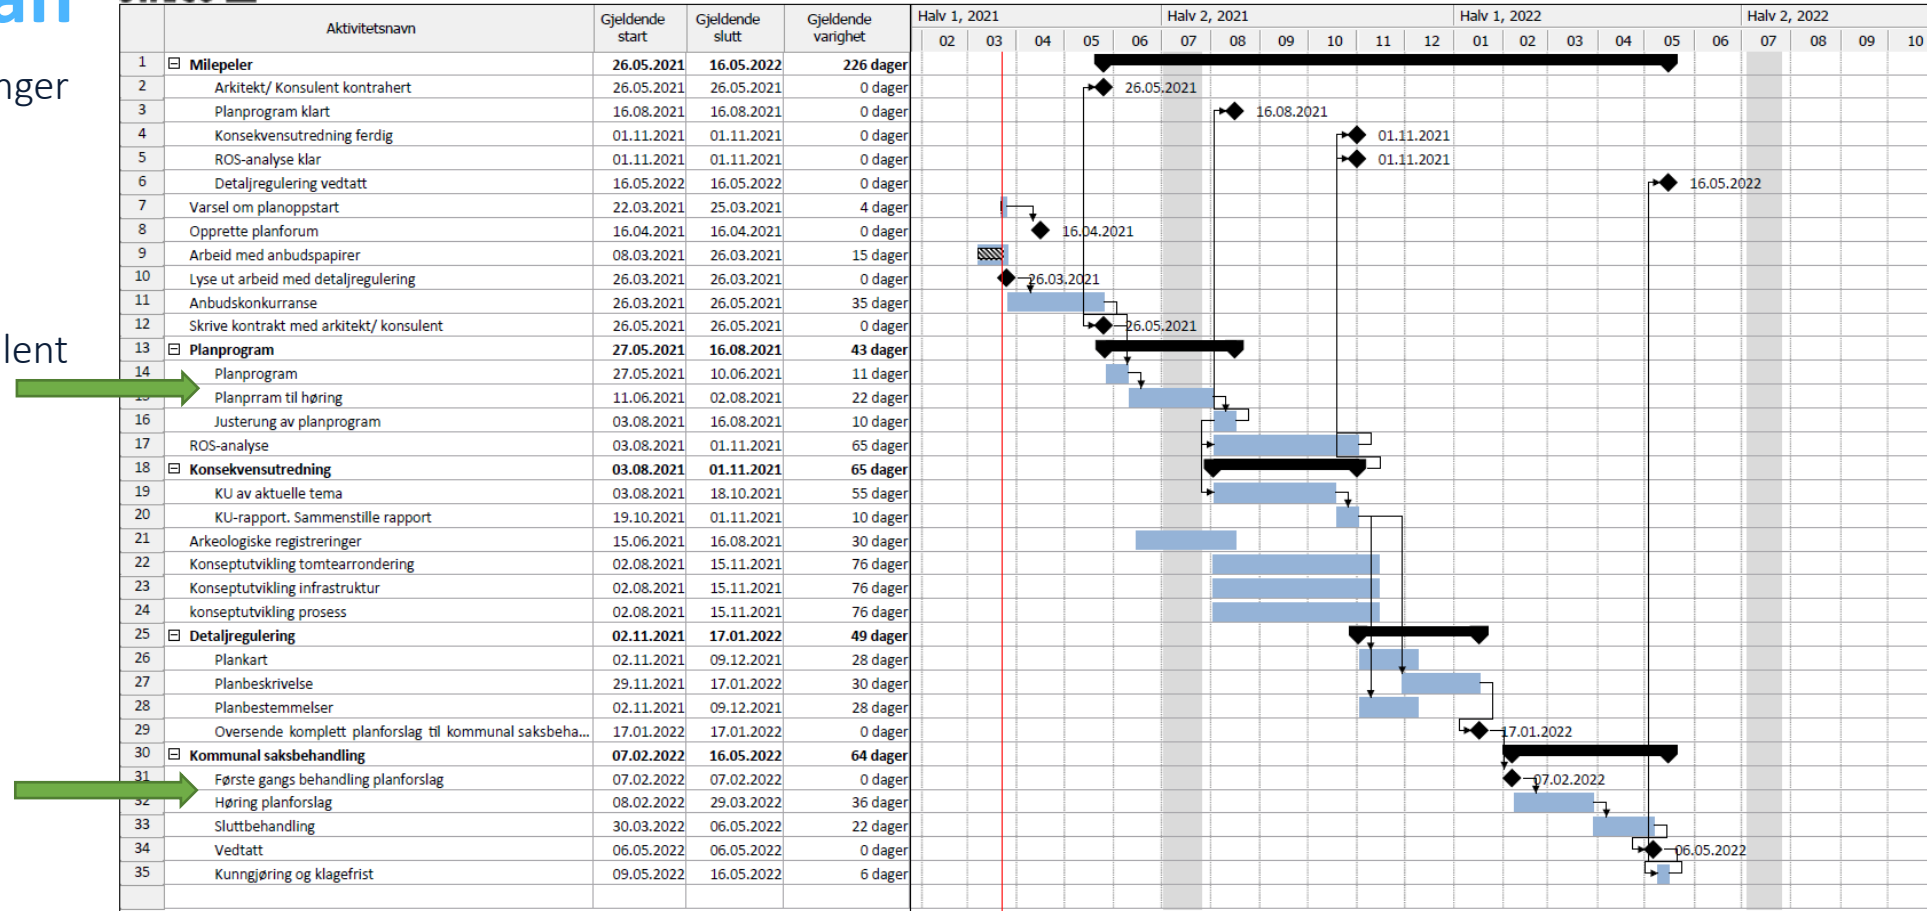 an
nger
lent
Aktivitetsnavn Gjeldende start Gjeldende slutt Gjeldende varighet
Halv 1, 2021 Halv 2, 2021 Halv 1, 2022 Halv 2, 2022
02 03 04 05 06 07 08 09 10 11 12 01 02 03 04 05 06 07 08 09 10
1 Milepeler 26.05.2021 16.05.2022 226 dager
2 Arkitekt/ Konsulent kontrahert 26.05.2021 26.05.2021 0 dager 26.05.2021
3 Planprogram klart 16.08.2021 16.08.2021 0 dager 16.08.2021
4 Konsekvensutredning ferdig 01.11.2021 01.11.2021 0 dager 01.11.2021
5 ROS-analyse klar 01.11.2021 01.11.2021 0 dager 01.11.2021
6 Detaljregulering vedtatt 16.05.2022 16.05.2022 0 dager 16.05.2022
7 Varsel om planoppstart 22.03.2021 25.03.2021 4 dager
8 Opprette planforum 16.04.2021 16.04.2021 0 dager 16.04.2021
9 Arbeid med anbudspapirer 08.03.2021 26.03.2021 15 dager
10 Lyse ut arbeid med detaljregulering 26.03.2021 26.03.2021 0 dager 26.03.2021
11 Anbudskonkurranse 26.03.2021 26.05.2021 35 dager
12 Skrive kontrakt med arkitekt/ konsulent 26.05.2021 26.05.2021 0 dager 26.05.2021
13 Planprogram 27.05.2021 16.08.2021 43 dager
14 Planprogram 27.05.2021 10.06.2021 11 dager
15 Planprram til høring 11.06.2021 02.08.2021 22 dager
16 Justerung av planprogram 03.08.2021 16.08.2021 10 dager
17 ROS-analyse 03.08.2021 01.11.2021 65 dager
18 Konsekvensutredning 03.08.2021 01.11.2021 65 dager
19 KU av aktuelle tema 03.08.2021 18.10.2021 55 dager
20 KU-rapport. Sammenstille rapport 19.10.2021 01.11.2021 10 dager
21 Arkeologiske registreringer 15.06.2021 16.08.2021 30 dager
22 Konseptutvikling tomtearrondering 02.08.2021 15.11.2021 76 dager
23 Konseptutvikling infrastruktur 02.08.2021 15.11.2021 76 dager
24 konseptutvikling prosess 02.08.2021 15.11.2021 76 dager
25 Detaljregulering 02.11.2021 17.01.2022 49 dager
26 Plankart 02.11.2021 09.12.2021 28 dager
27 Planbeskrivelse 29.11.2021 17.01.2022 30 dager
28 Planbestemmelser 02.11.2021 09.12.2021 28 dager
29 Oversende komplett planforslag til kommunal saksbeha... 17.01.2022 17.01.2022 0 dager 17.01.2022
30 Kommunal saksbehandling 07.02.2022 16.05.2022 64 dager
31 Første gangs behandling planforslag 07.02.2022 07.02.2022 0 dager 07.02.2022
32 Høring planforslag 08.02.2022 29.03.2022 36 dager
33 Sluttbehandling 30.03.2022 06.05.2022 22 dager
34 Vedtatt 06.05.2022 06.05.2022 0 dager 06.05.2022
35 Kunngjøring og klagefrist 09.05.2022 16.05.2022 6 dager